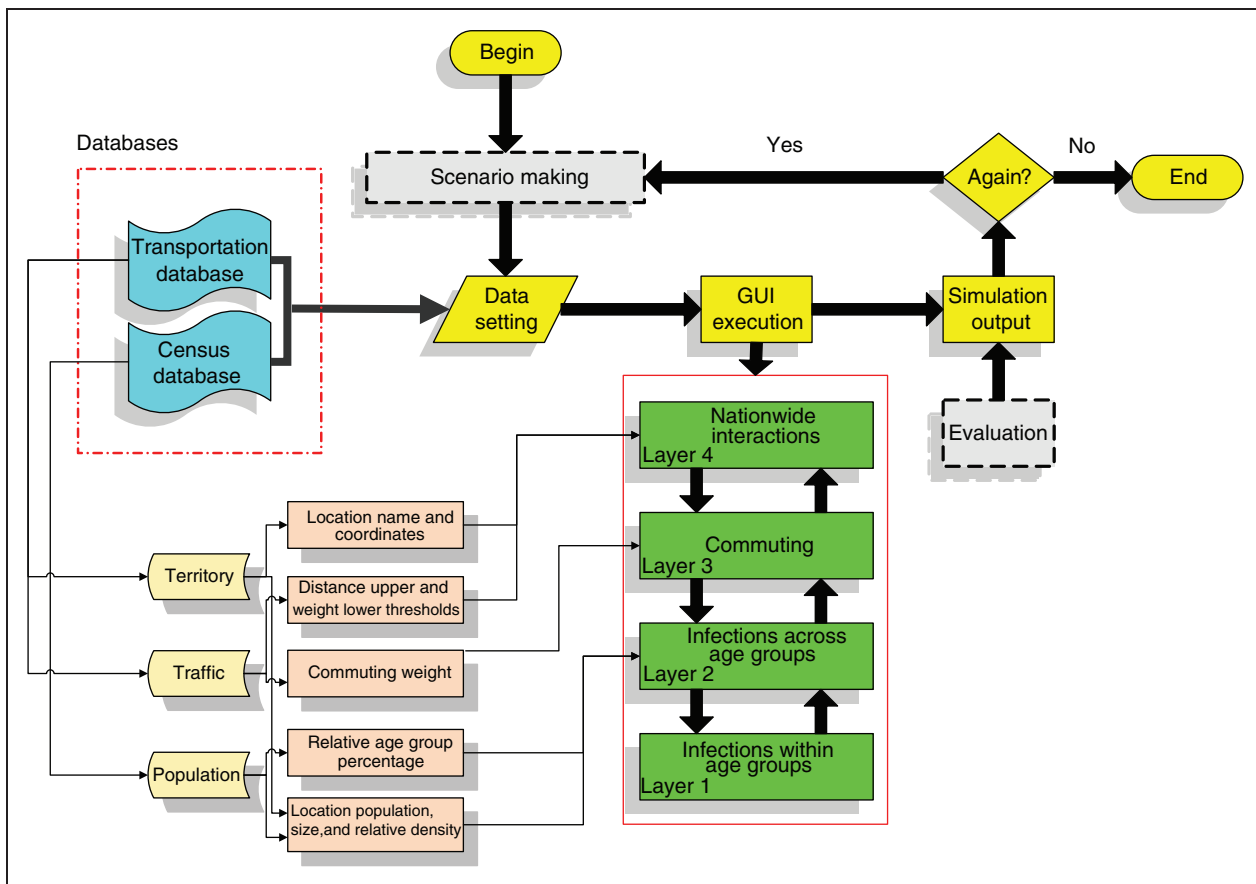 Begin
Databases
Scenario making
Yes
Again?
No
End
Transportation
database
Census
database
Data
setting
GUI
execution
Simulation
output
Evaluation
Nationwide
interactions
Layer 4
Commuting
Layer 3
Infections across
age groups
Layer 2
Infections within
age groups
Layer 1
Territory
Traffic
Population
Location name and
coordinates
Distance upper and
weight lower thresholds
Commuting weight
Relative age group
percentage
Location population,
size,and relative density